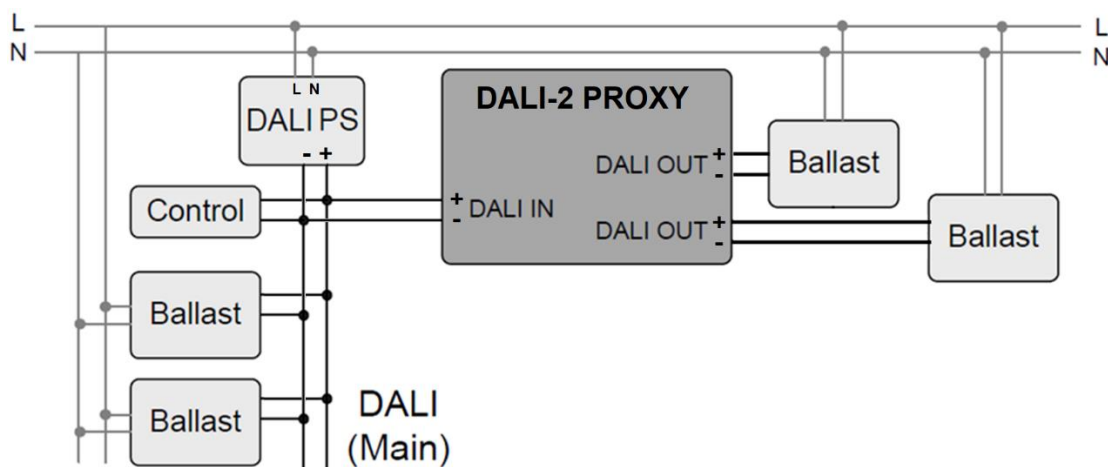 L
L
N
N
L N
DALI PS
- +
DALI-2 PROXY
DALI OUT +
-
Ballast
Control
+ DALI IN
-
DALI OUT +
-
Ballast
Ballast
Ballast
DALI
(Main)